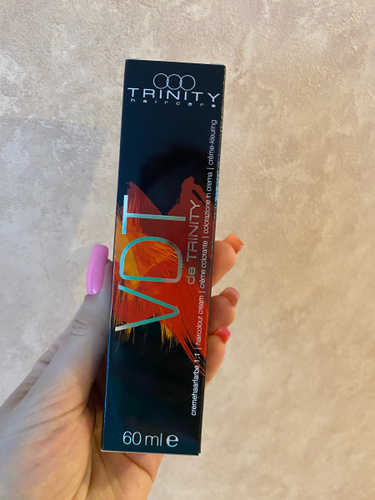 TRINITY
haircare
VDT
de TRINITY
cremehaarfarbe 1:1 | haircolour cream | crème colorante | colorazione in crema | crème-kleuring
60 ml e